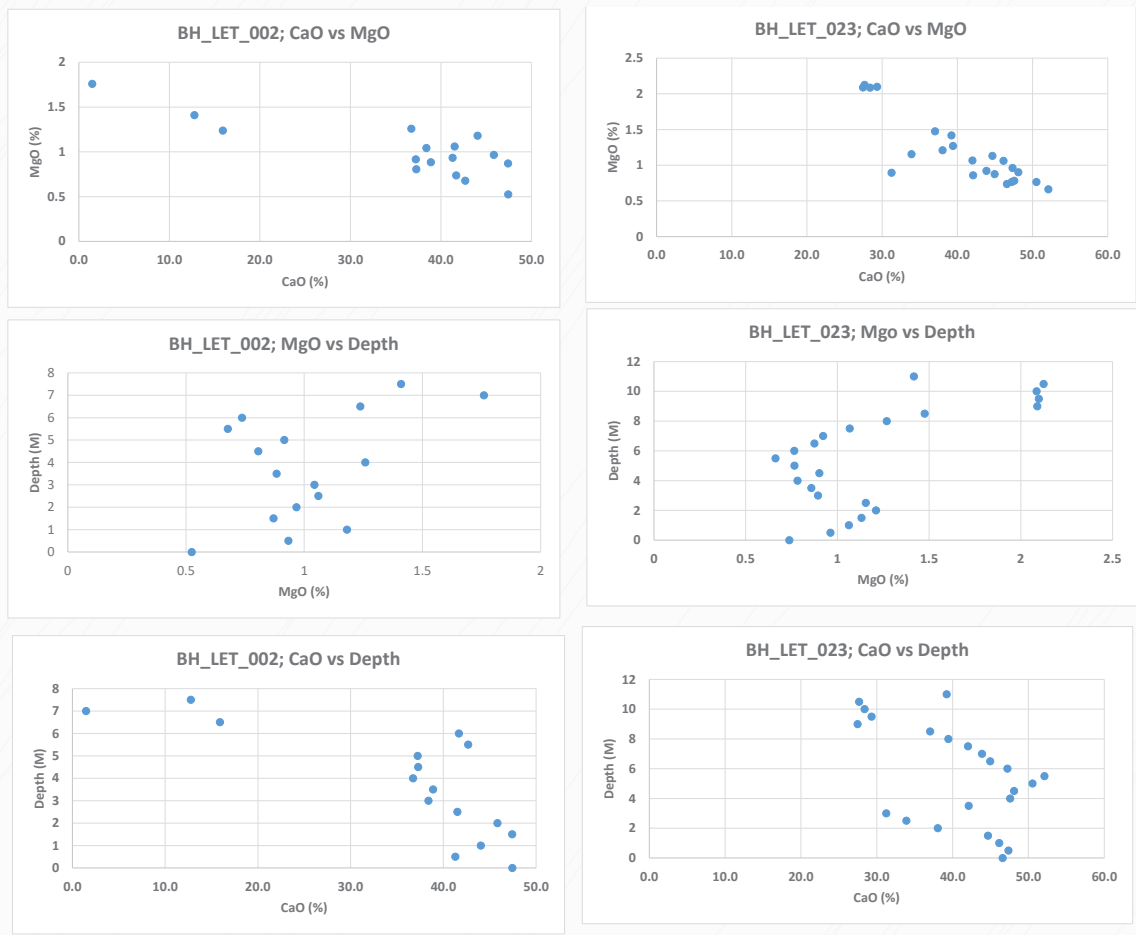 BH_LET_002; CaO vs MgO
2
1.5
1
0.5
0
MgO (%)
0.0 10.0 20.0 30.0 40.0 50.0
CaO (%)
BH_LET_023; CaO vs MgO
2.5
2
1.5
1
0.5
0
MgO (%)
0.0 10.0 20.0 30.0 40.0 50.0 60.0
CaO (%)
BH_LET_002; MgO vs Depth
8
7
6
5
4
3
2
1
0
Depth (M)
0 0.5 1 1.5 2
MgO (%)
BH_LET_023; Mgo vs Depth
12
10
8
6
4
2
0
Depth (M)
0 0.5 1 1.5 2 2.5
MgO (%)
BH_LET_002; CaO vs Depth
8
7
6
5
4
3
2
1
0
Depth (M)
0.0 10.0 20.0 30.0 40.0 50.0
CaO (%)
BH_LET_023; CaO vs Depth
12
10
8
6
4
2
0
Depth (M)
0.0 10.0 20.0 30.0 40.0 50.0 60.0
CaO (%)